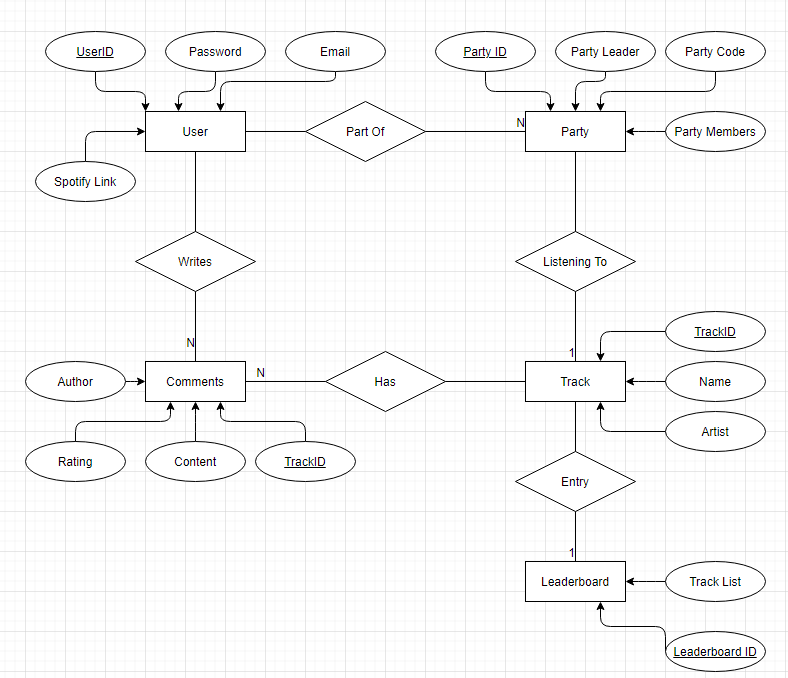 UserID
Password
Email
Party ID
Party Leader
Party Code
User
Part Of
N
Party
Party Members
Spotify Link
Writes
Listening To
N
1
TrackID
Author
Comments
N
Has
Track
Name
Artist
Rating
Content
TrackID
Entry
1
Leaderboard
Track List
Leaderboard ID